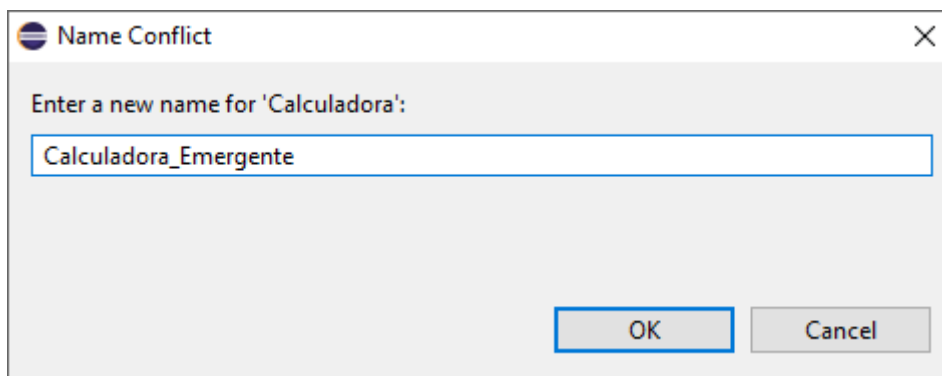 Name Conflict
Enter a new name for 'Calculadora':
Calculadora_Emergente
OK Cancel